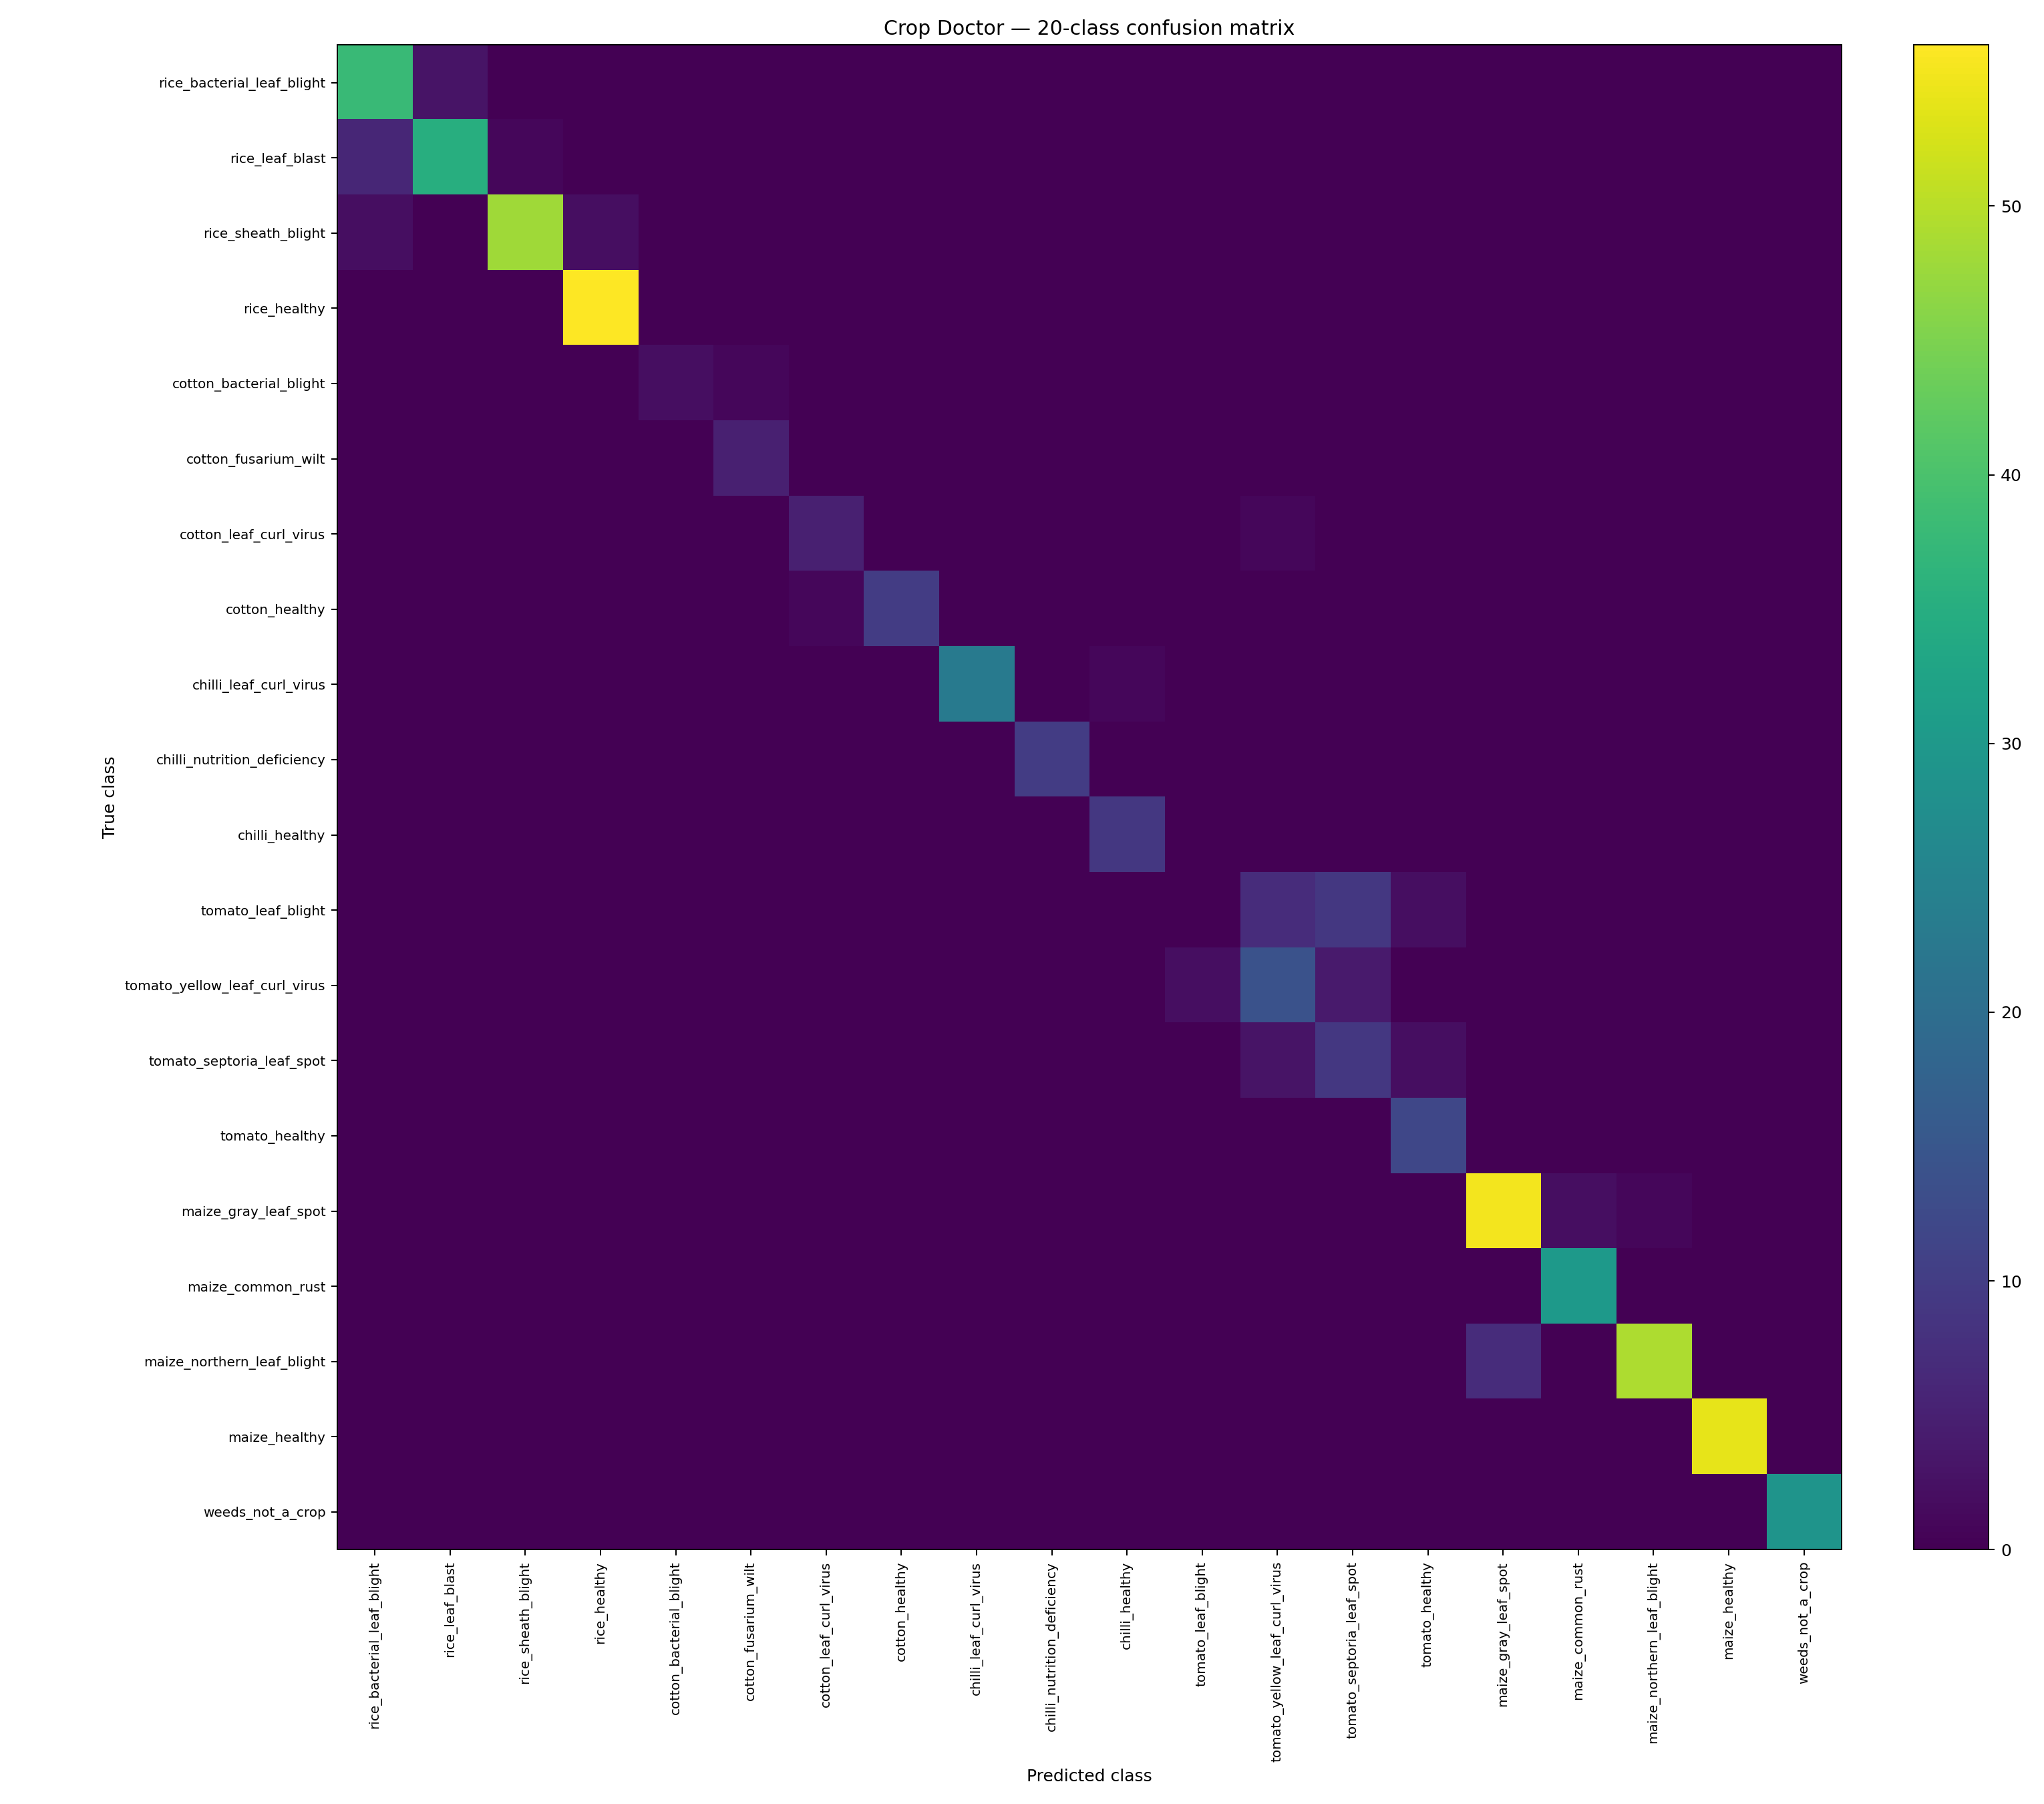 Crop Doctor — 20-class confusion matrix
rice_bacterial_leaf_blight
rice_leaf_blast
rice_sheath_blight
rice_healthy
cotton_bacterial_blight
cotton_fusarium_wilt
cotton_leaf_curl_virus
cotton_healthy
chilli_leaf_curl_virus
chilli_nutrition_deficiency
chilli_healthy
tomato_leaf_blight
tomato_yellow_leaf_curl_virus
tomato_septoria_leaf_spot
tomato_healthy
maize_gray_leaf_spot
maize_common_rust
maize_northern_leaf_blight
maize_healthy
weeds_not_a_crop
True class
rice_bacterial_leaf_blight
rice_leaf_blast
rice_sheath_blight
rice_healthy
cotton_bacterial_blight
cotton_fusarium_wilt
cotton_leaf_curl_virus
cotton_healthy
chilli_leaf_curl_virus
chilli_nutrition_deficiency
chilli_healthy
tomato_leaf_blight
tomato_yellow_leaf_curl_virus
tomato_septoria_leaf_spot
tomato_healthy
maize_gray_leaf_spot
maize_common_rust
maize_northern_leaf_blight
maize_healthy
weeds_not_a_crop
Predicted class
50
40
30
20
10
0